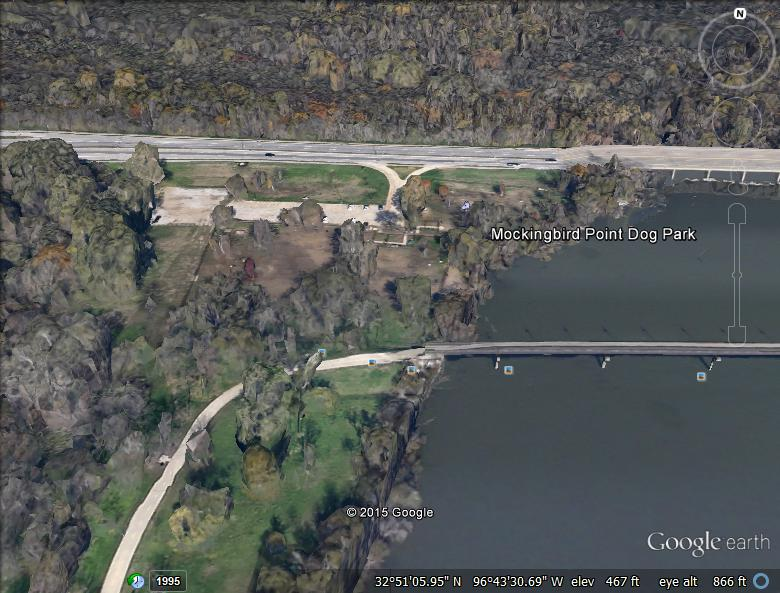 N
Mockingbird Point Dog Park
© 2015 Google
Google earth
1995 32°51'05.95" N 96°43'30.69" W elev 467 ft eye alt 866 ft